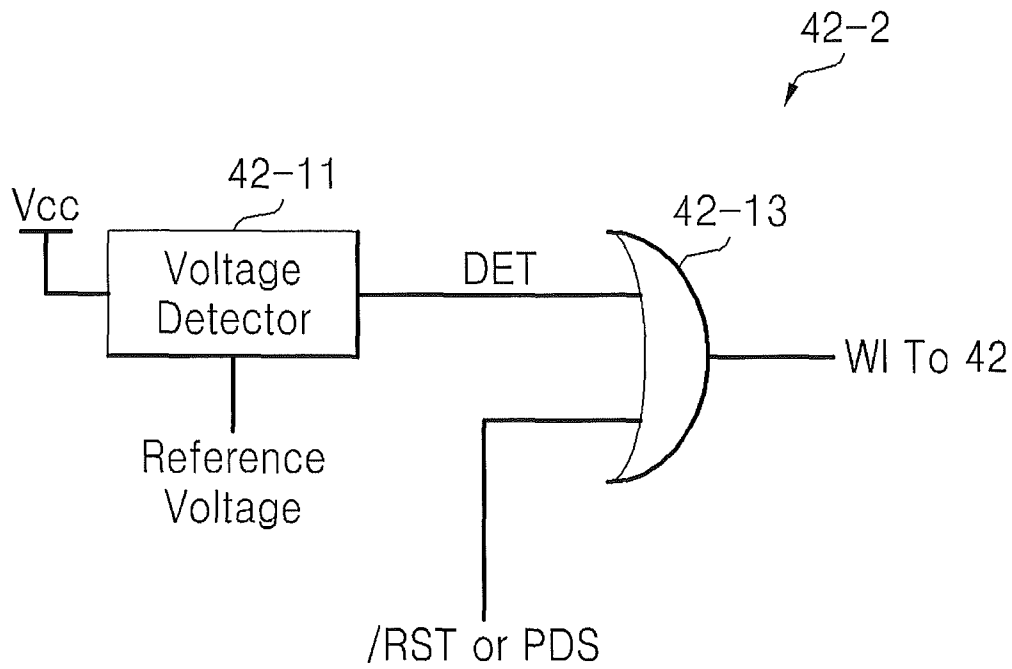 42-2
42-11
Vcc
42-13
Voltage
Detector
DET
WI To 42
Reference
Voltage
/RST or PDS